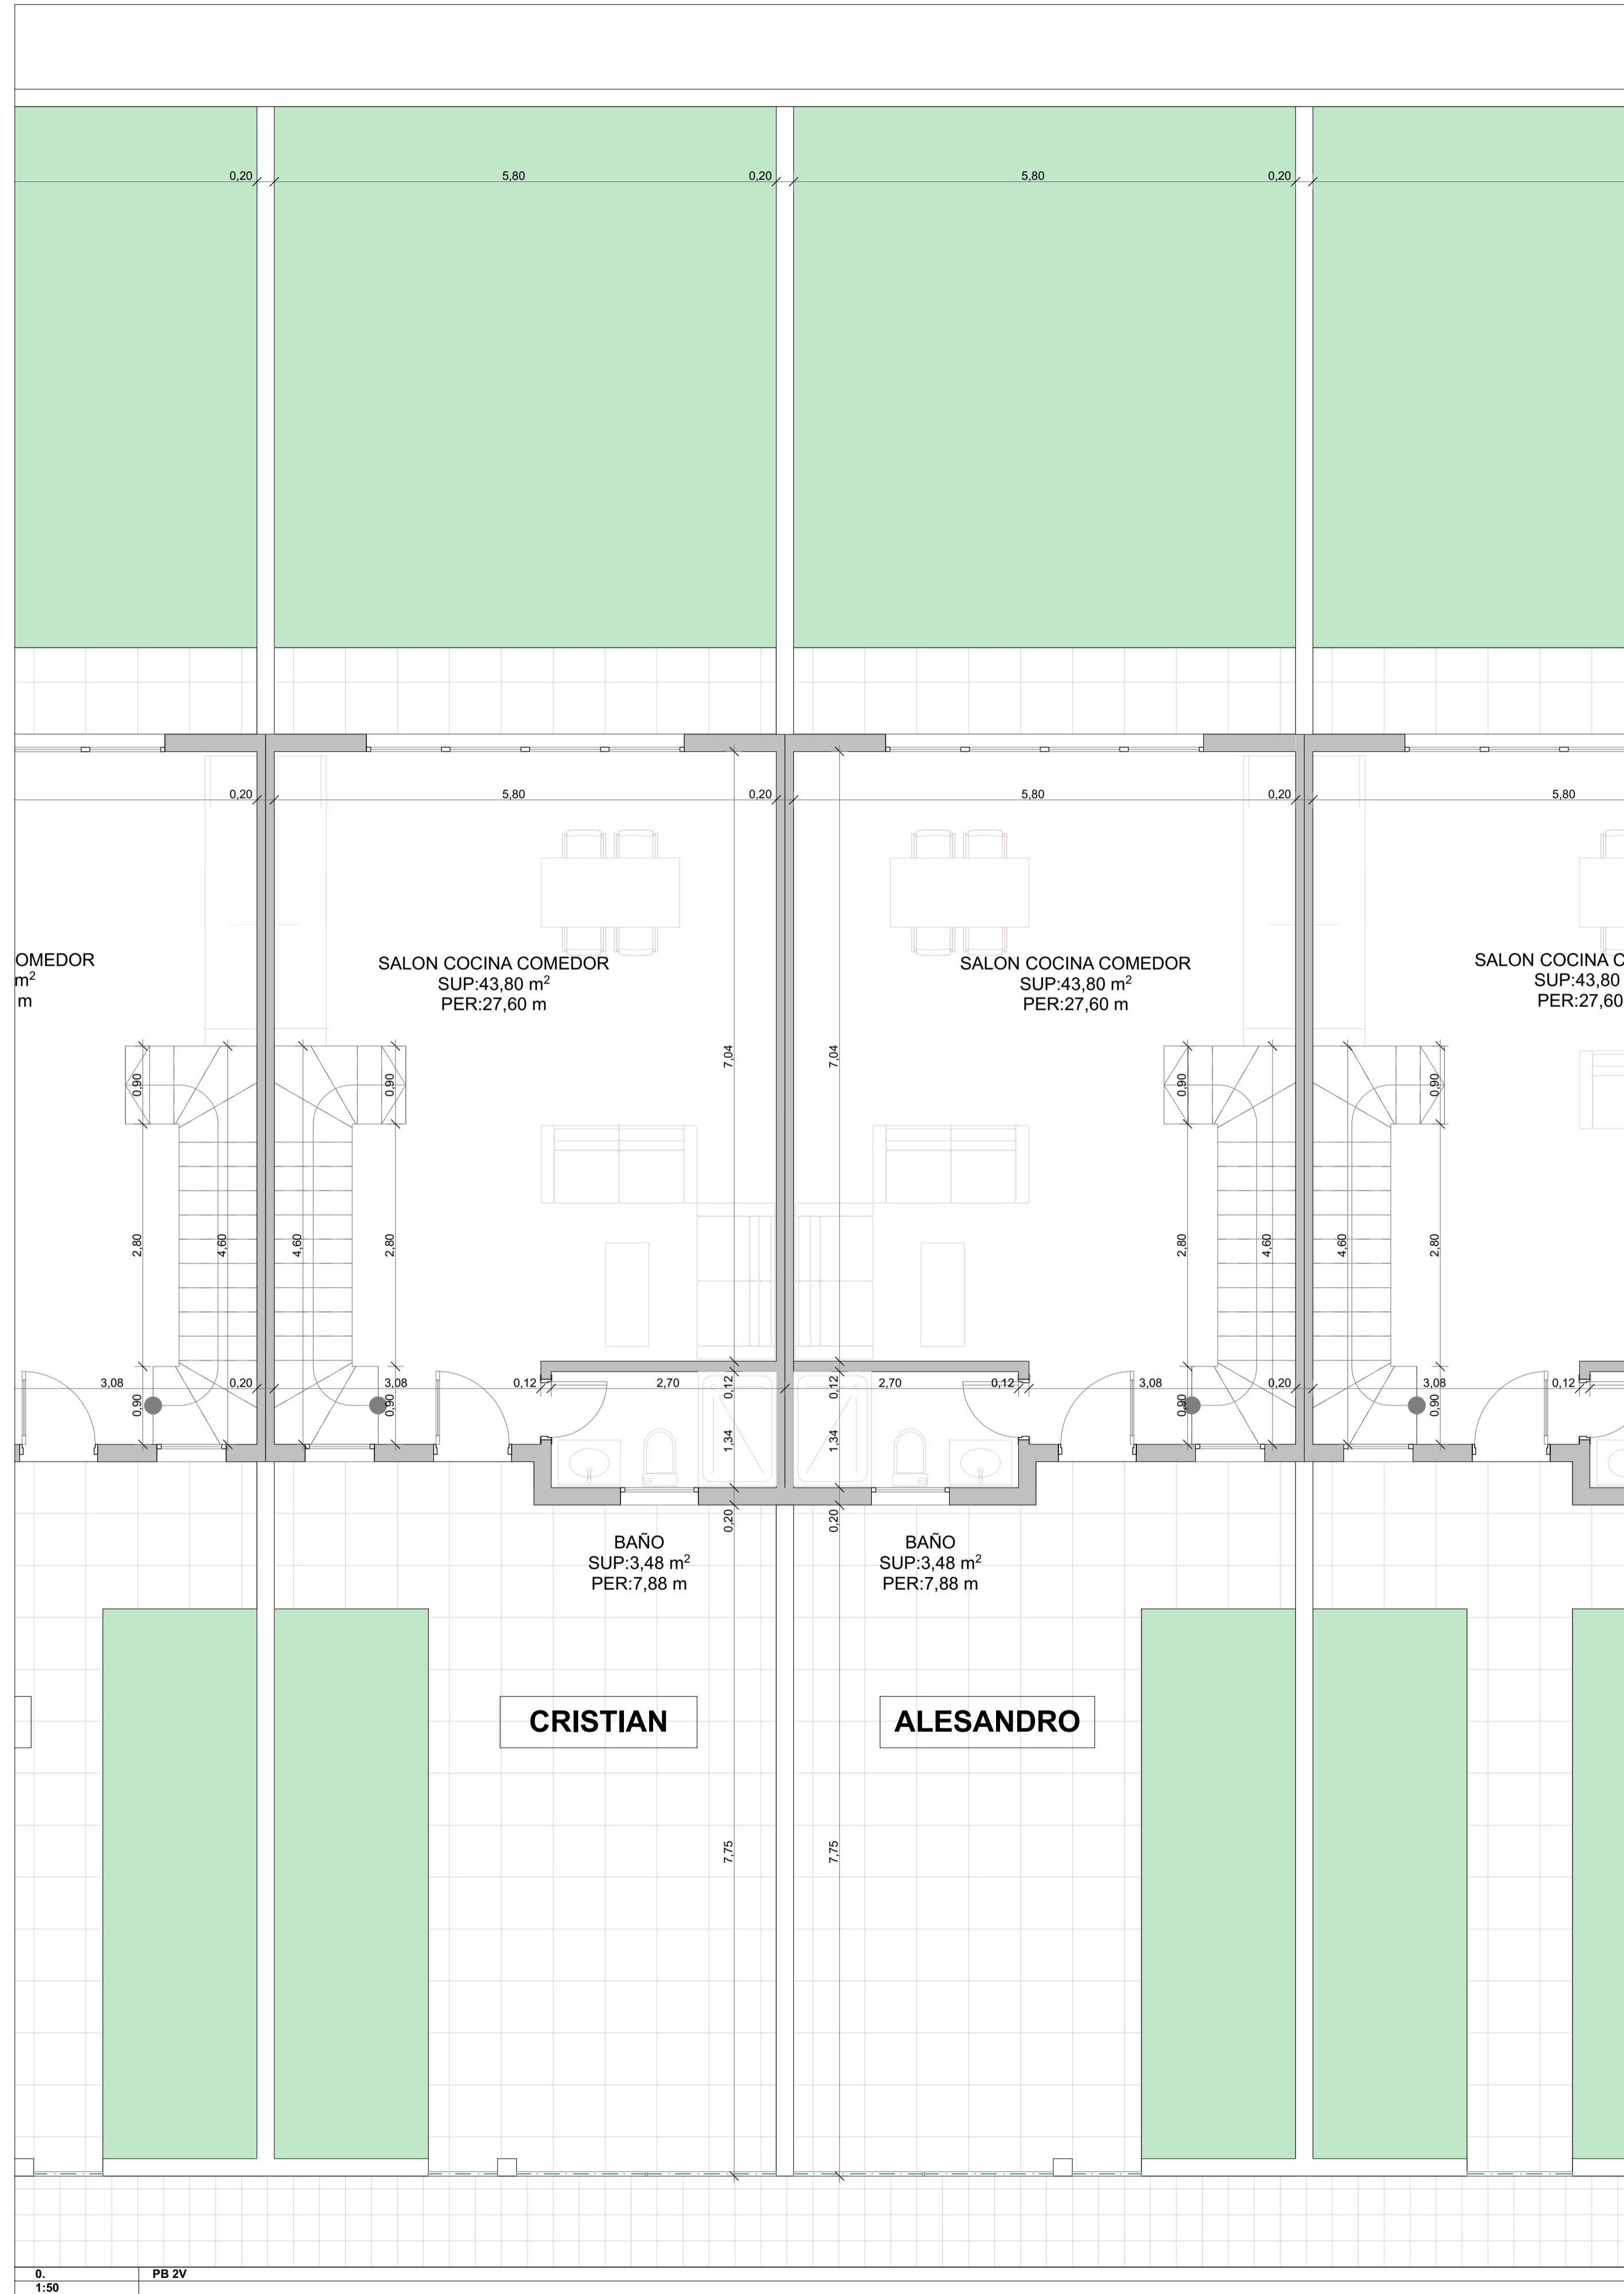 0,20
5,80
0,20
5,80
0,20
0,20
5,80
0,20
5,80
0,20
5,80
OMEDOR
m²
m
SALON COCINA COMEDOR
SUP:43,80 m²
PER:27,60 m
SALON COCINA COMEDOR
SUP:43,80 m²
PER:27,60 m
SALON COCINA C
SUP:43,80
PER:27,60
7,04
7,04
0,90
0,90
0,90
0,90
2,80
4,60
4,60
2,80
2,80
4,60
4,60
2,80
3,08
0,20
3,08
0,12
2,70
0,12
0,12
2,70
0,12
3,08
0,20
3,08
0,12
0,90
0,90
0,90
0,90
1,34
1,34
0,20
0,20
BAÑO
SUP:3,48 m²
PER:7,88 m
BAÑO
SUP:3,48 m²
PER:7,88 m
CRISTIAN
ALESANDRO
7,75
7,75
0.
PB 2V
1:50